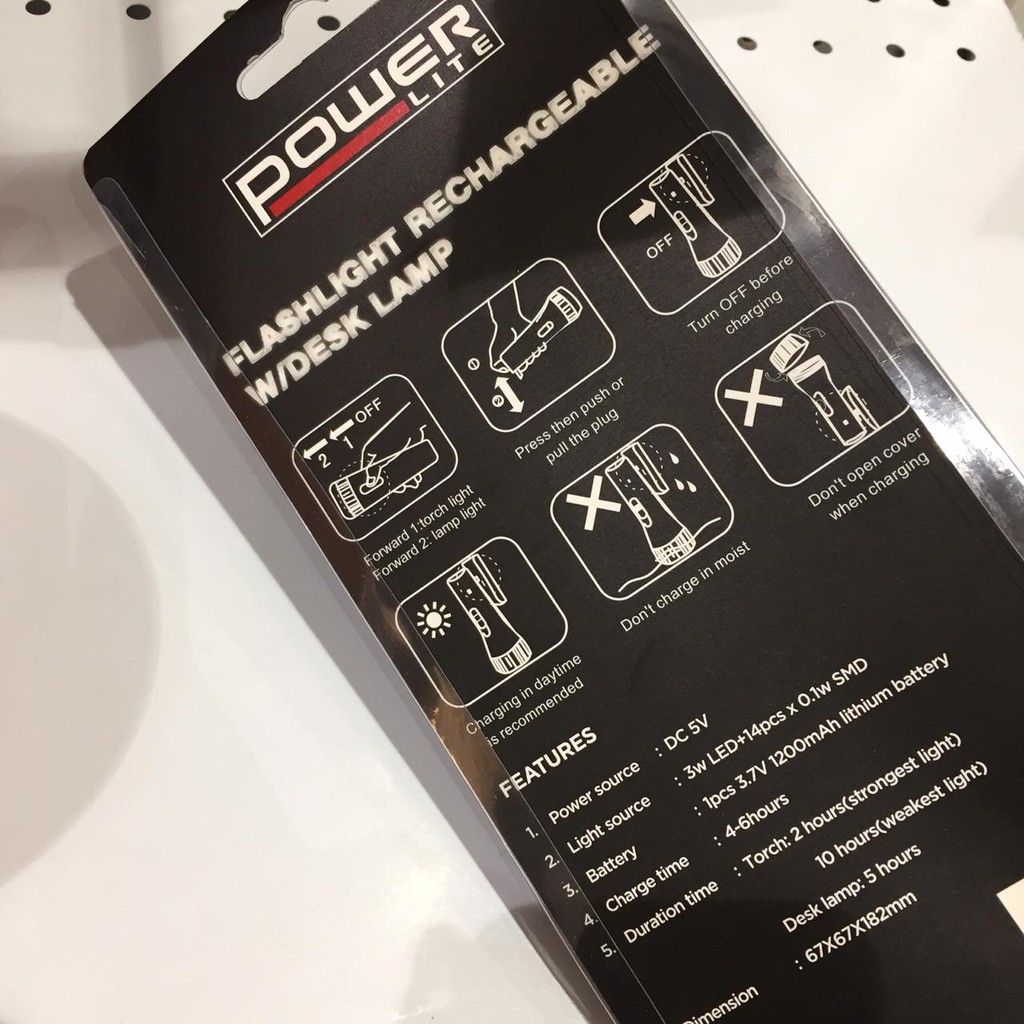 POWER
LITE
FLASHLIGHT RECHARGEABLE
W/DESK LAMP
OFF
1
2
Forward 1:torch light
Forward 2: lamp light
1
2
Press then push or
pull the plug
OFF
Turn OFF before
charging
Charging in daytime
is recommended
Don't charge in moist
Don't open cover
when charging
FEATURES
1. Power source : DC 5V
2. Light source : 3w LED+14pcs x 0.1w SMD
3. Battery : 1pcs 3.7V 1200mAh lithium battery
4. Charge time : 4-6hours
5. Duration time : Torch: 2 hours(strongest light)
10 hours(weakest light)
Desk lamp: 5 hours
Dimension : 67X67X182mm